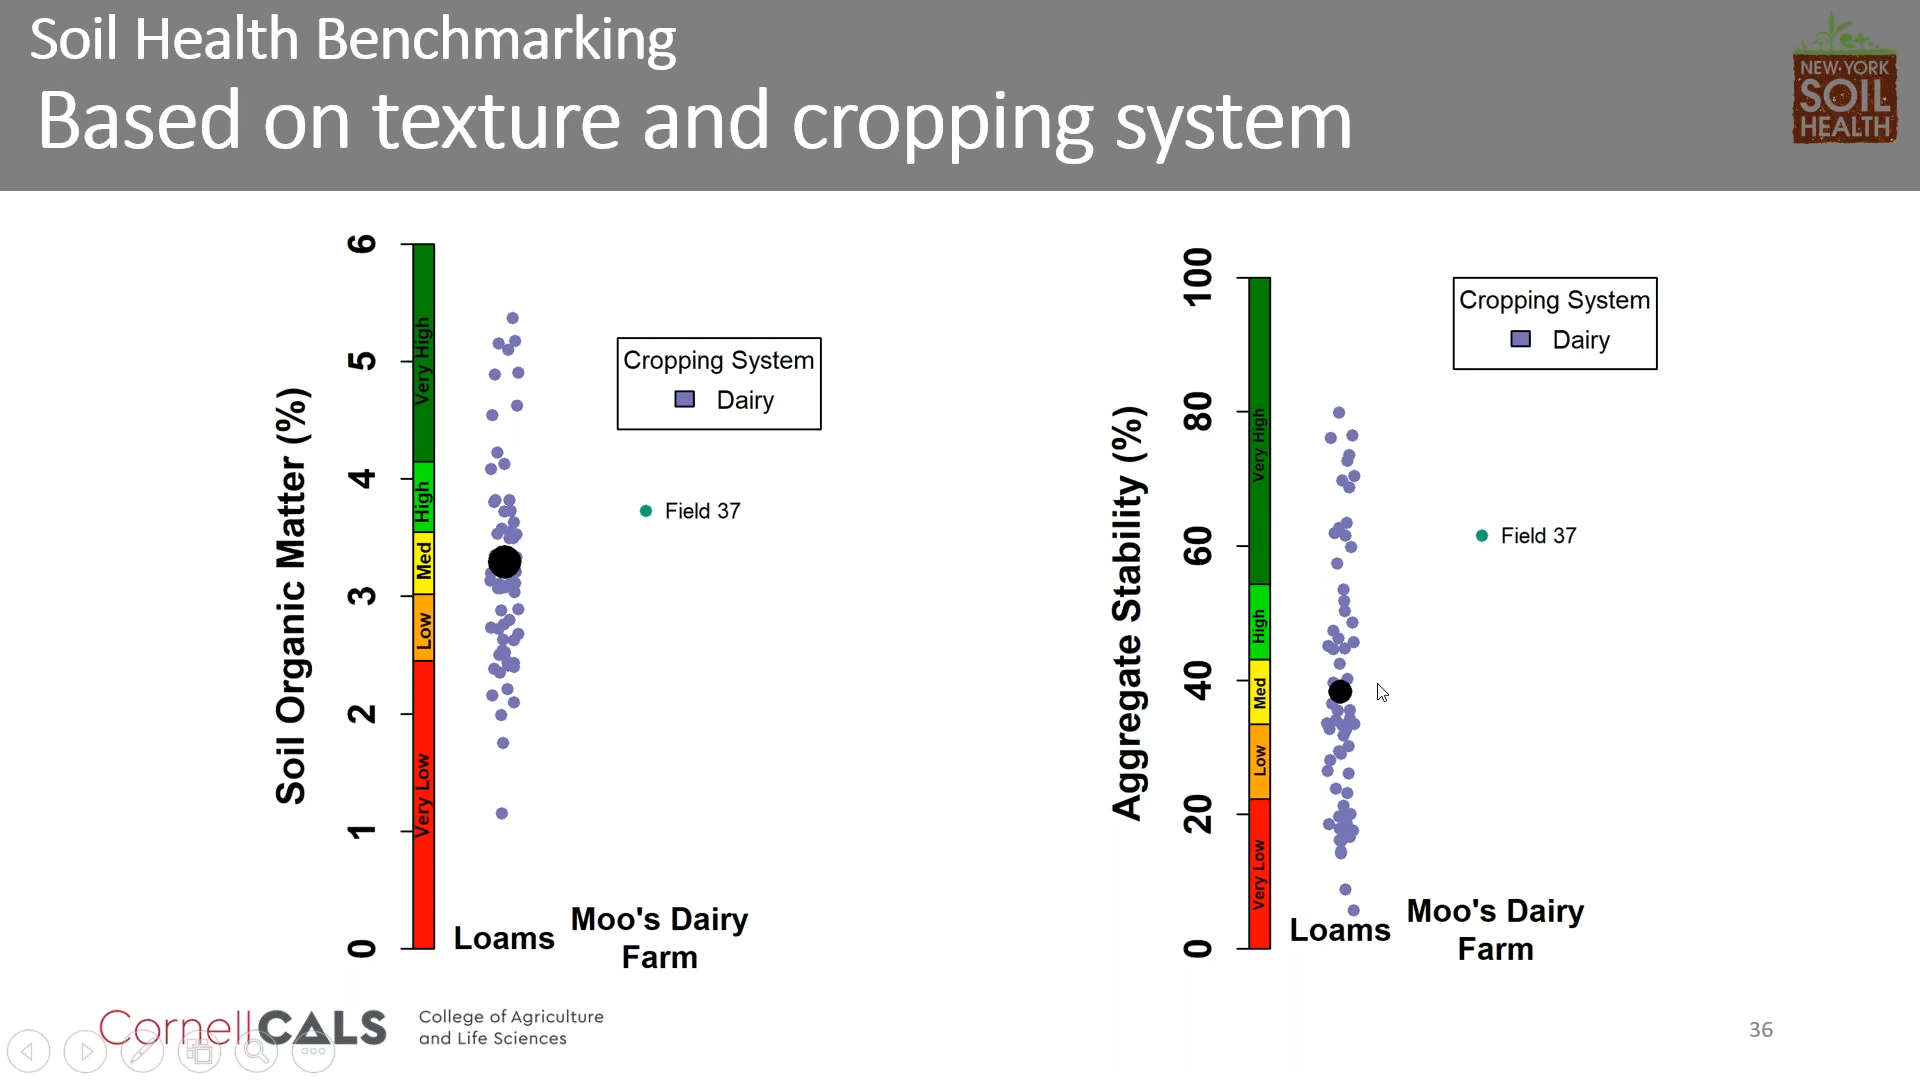 Soil Health Benchmarking
Based on texture and cropping system
NEW·YORK
SOIL
HEALTH
Soil Organic Matter (%)
6
5
4
3
2
1
0
Very High
High
Med
Low
Very Low
Cropping System
Dairy
Field 37
Loams
Moo's Dairy
Farm
Aggregate Stability (%)
100
80
60
40
20
0
Very High
High
Med
Low
Very Low
Cropping System
Dairy
Field 37
Loams
Moo's Dairy
Farm
CornellCALS
College of Agriculture
and Life Sciences
36